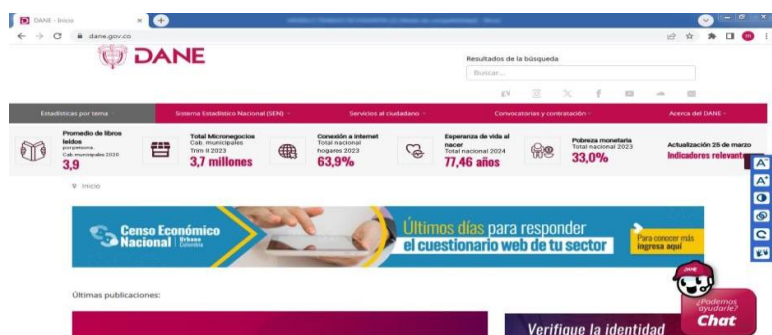 DANE - Inicio
dane.gov.co
DANE
Resultados de la búsqueda
Buscar...
Estadísticas por tema
Sistema Estadístico Nacional (SEN)
Servicios al ciudadano
Convocatorias y contratación
Acerca del DANE
Promedio de libros
leídos
por persona.
Cab. municipales 2020
3,9
Total Micronegocios
Cab. municipales
Trim-II 2023
3,7 millones
Conexión a internet
Total nacional
hogares 2023
63,9%
Esperanza de vida al
nacer
Total nacional 2024
77,46 años
Pobreza monetaria
Total nacional 2023
33,0%
Actualización 25 de marzo
Indicadores relevant
A-
A+
Inicio
Censo Económico
Nacional Urbano
Colombia
Últimos días para responder
el cuestionario web de tu sector
Para conocer más
ingresa aquí
Últimas publicaciones:
DANE
¿Podemos
ayudarle?
Chat
Verifique la identidad